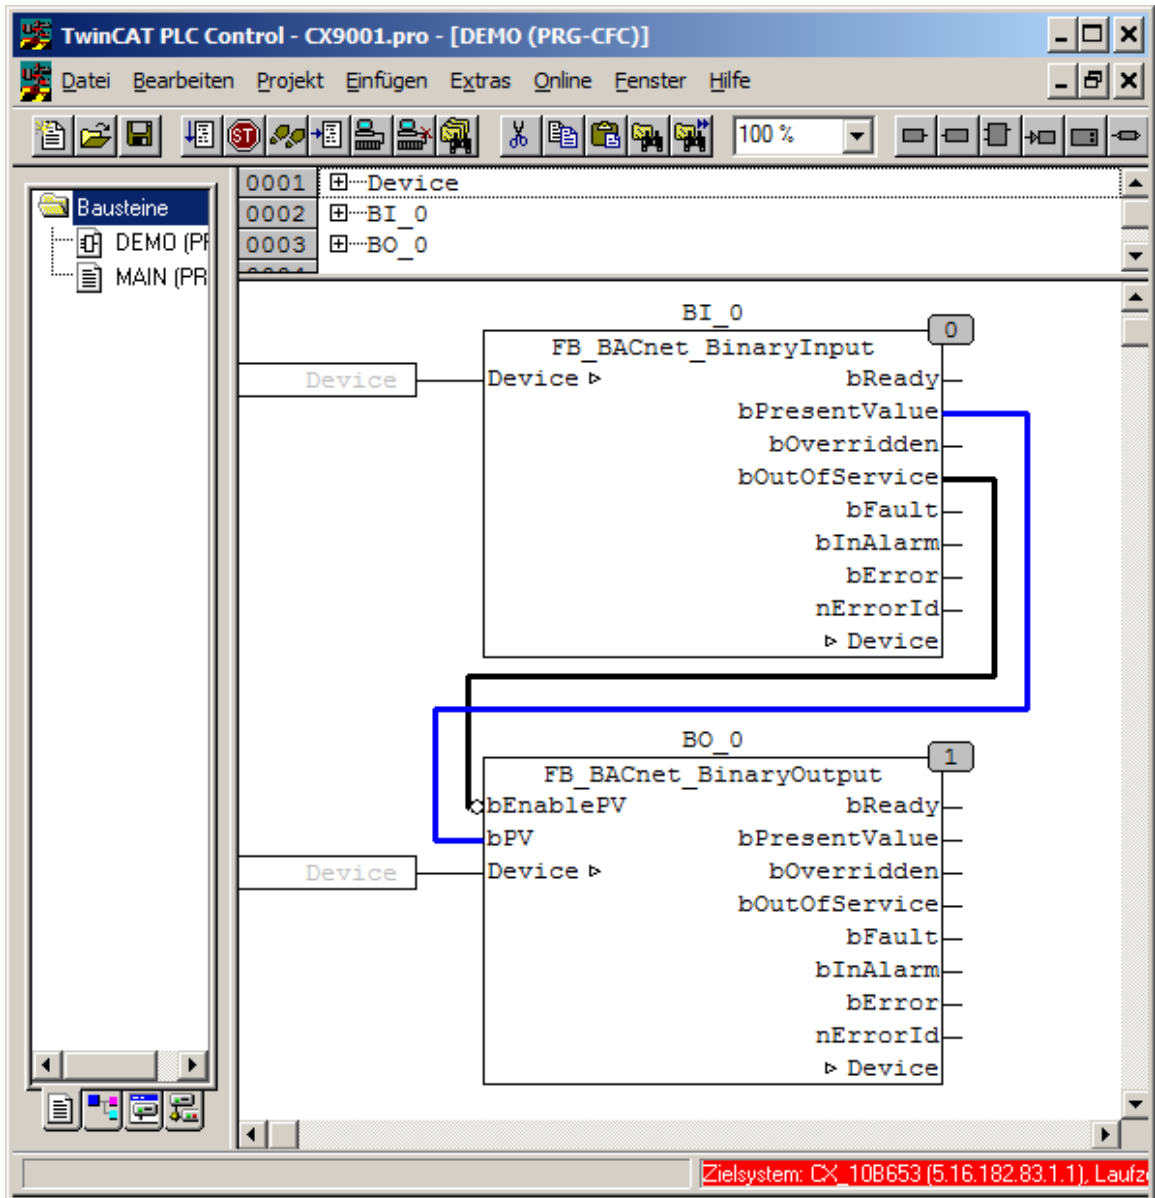 TwinCAT PLC Control - CX9001.pro - [DEMO (PRG-CFC)]
Datei Bearbeiten Projekt Einfügen Extras Online Fenster Hilfe
ST 100 %
Bausteine
DEMO (PR
MAIN (PR
0001 Device
0002 BI_0
0003 BO_0
BI_0
0
FB_BACnet_BinaryInput
Device Device bReady
bPresentValue
bOverridden
bOutOfService
bFault
bInAlarm
bError
nErrorId
Device
BO_0
1
FB_BACnet_BinaryOutput
bEnablePV bReady
bPV bPresentValue
Device Device bOverridden
bOutOfService
bFault
bInAlarm
bError
nErrorId
Device
Zielsystem: CX_10B653 (5.16.182.83.1.1), Laufz